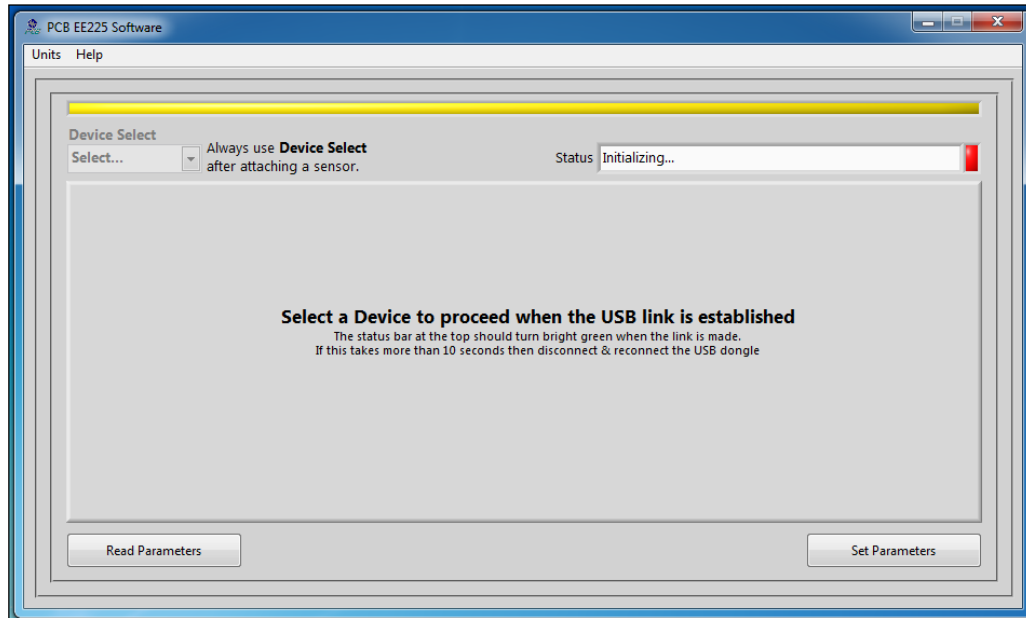 PCB EE225 Software
Units Help
Device Select
Select...
Always use Device Select
after attaching a sensor.
Status Initializing...
Select a Device to proceed when the USB link is established
The status bar at the top should turn bright green when the link is made.
If this takes more than 10 seconds then disconnect & reconnect the USB dongle
Read Parameters
Set Parameters